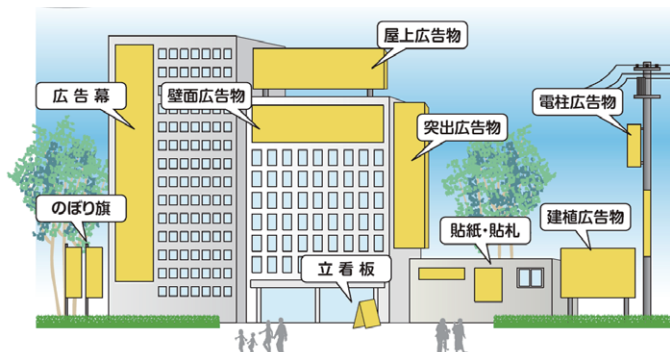 屋上広告物
広告幕
壁面広告物
電柱広告物
突出広告物
のぼり旗
貼紙・貼札
建植広告物
立看板